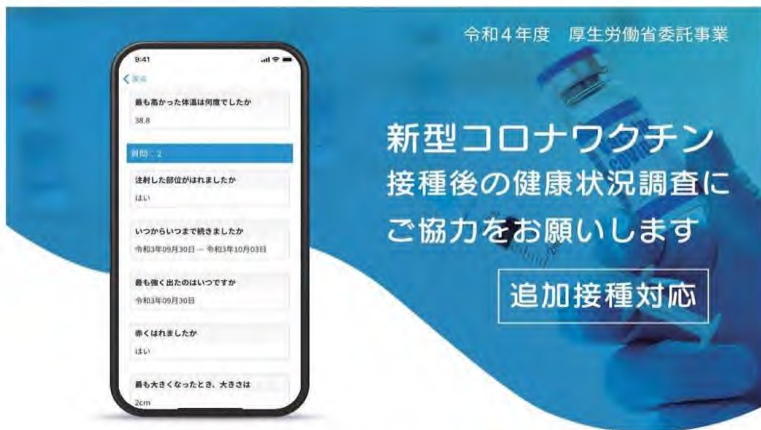 令和4年度　厚生労働省委託事業
新型コロナワクチン
接種後の健康状況調査に
ご協力をお願いします
追加接種対応
9:41
戻る
最も高かった体温は何度でしたか
38.8
質問：2
注射した部位がはれましたか
はい
いつからいつまで続きましたか
令和3年09月30日 — 令和3年10月03日
最も強く出たのはいつですか
令和3年09月30日
赤くはれましたか
はい
最も大きくなったとき、大きさは
2cm